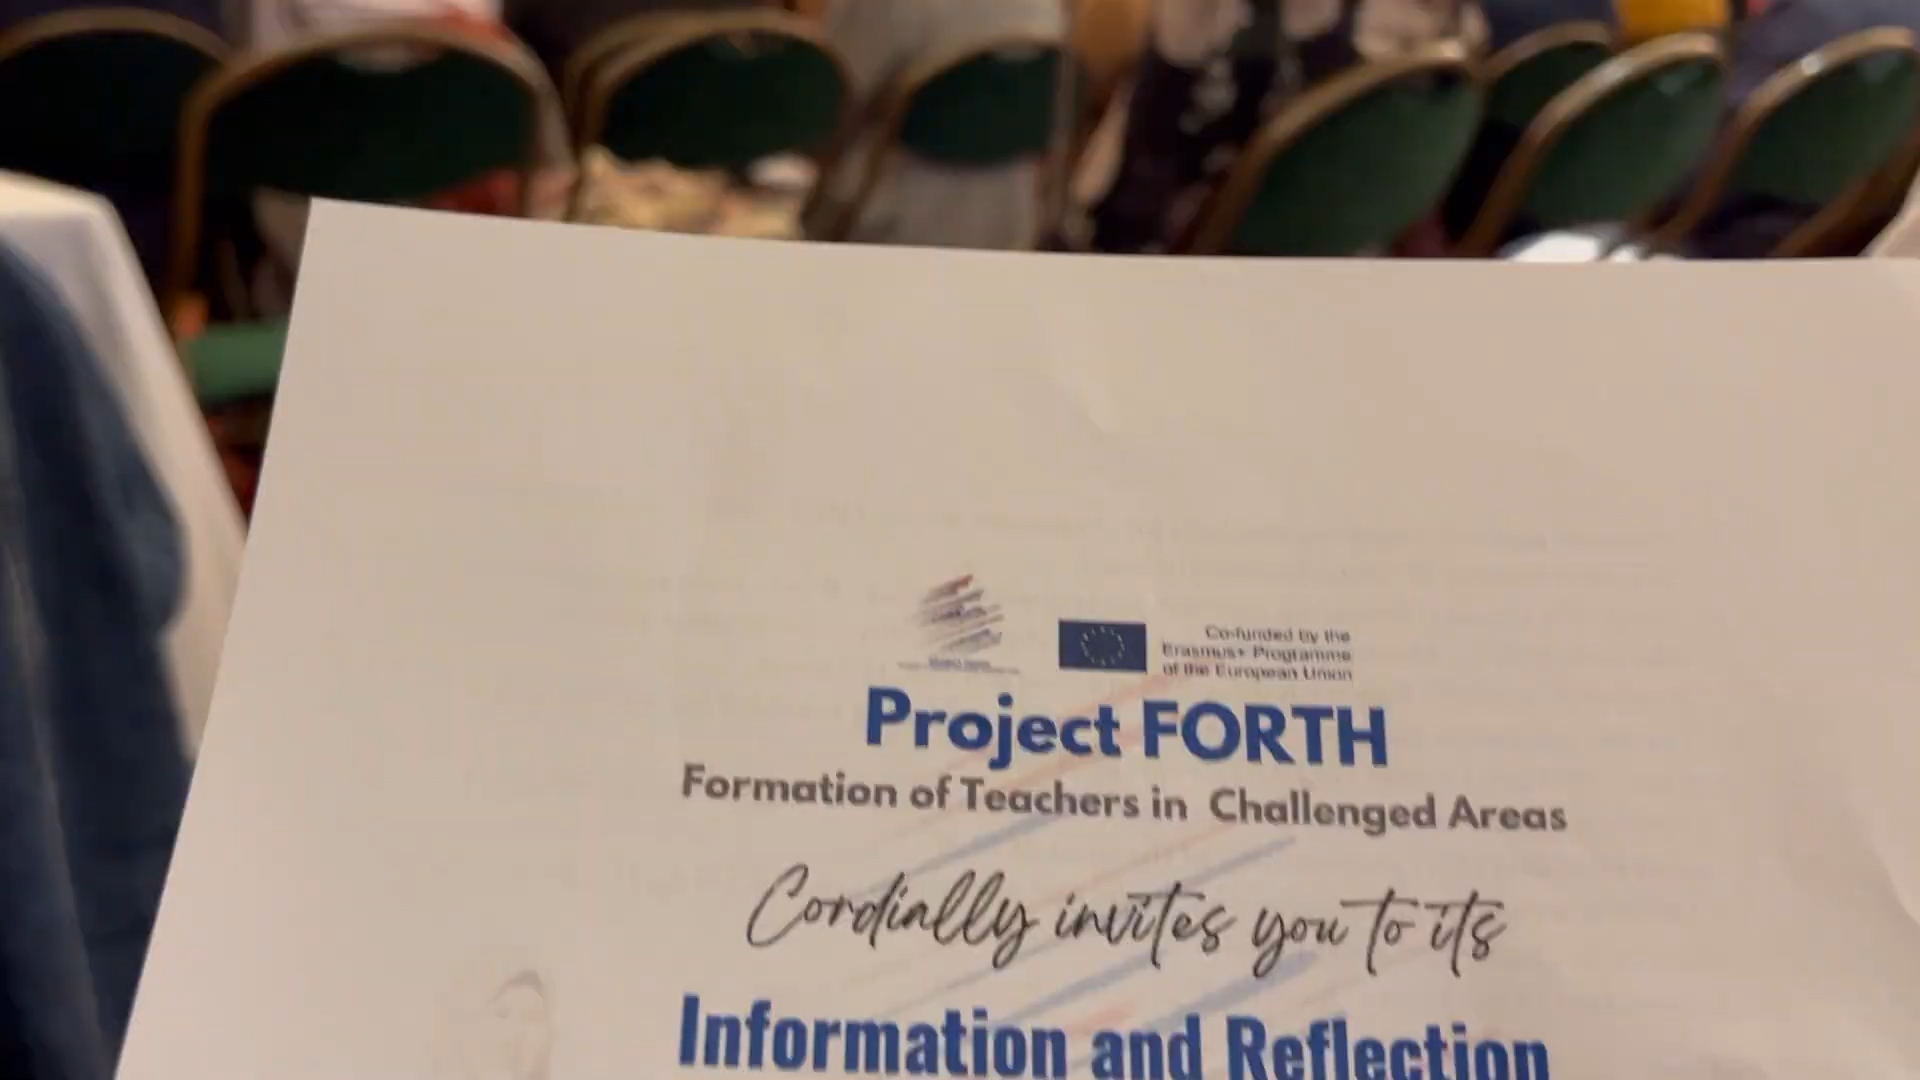 Co-funded by the
Erasmus+ Programme
of the European Union
Project FORTH
Formation of Teachers in Challenged Areas
Cordially invites you to its
Information and Reflection